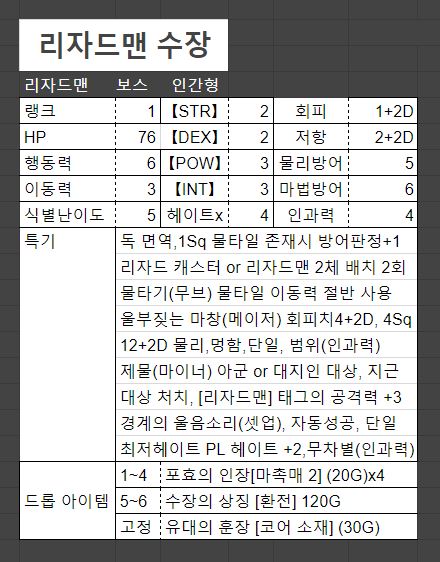 리자드맨 수장
리자드맨 보스 인간형
랭크 1 【STR】 2 회피 1+2D
HP 76 【DEX】 2 저항 2+2D
행동력 6 【POW】 3 물리방어 5
이동력 3 【INT】 3 마법방어 6
식별난이도 5 헤이트x 4 인과력 4
특기 독 면역,1Sq 물타일 존재시 방어판정+1
리자드 캐스터 or 리자드맨 2체 배치 2회
물타기(무브) 물타일 이동력 절반 사용
울부짖는 마창(메이저) 회피치4+2D, 4Sq
12+2D 물리,멍함,단일, 범위(인과력)
제물(마이너) 아군 or 대지인 대상, 지근
대상 처치, [리자드맨] 태그의 공격력 +3
경계의 울음소리(셋업), 자동성공, 단일
최저헤이트 PL 헤이트 +2,무차별(인과력)
드롭 아이템 1~4 포효의 인장[마촉매 2] (20G)x4
5~6 수장의 상징 [환전] 120G
고정 유대의 훈장 [코어 소재] (30G)